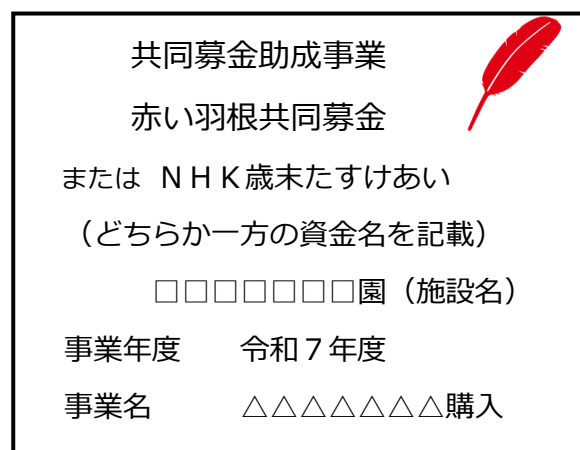 共同募金助成事業
赤い羽根共同募金
または ＮＨＫ歳末たすけあい
（どちらか一方の資金名を記載）
□□□□□□□園（施設名）
事業年度　　令和７年度
事業名　　　△△△△△△△購入